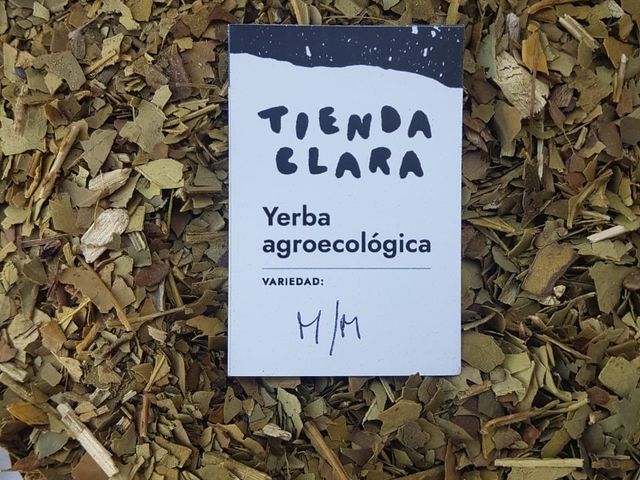 TIENDA
CLARA
Yerba
agroecológica
VARIEDAD:
M/M